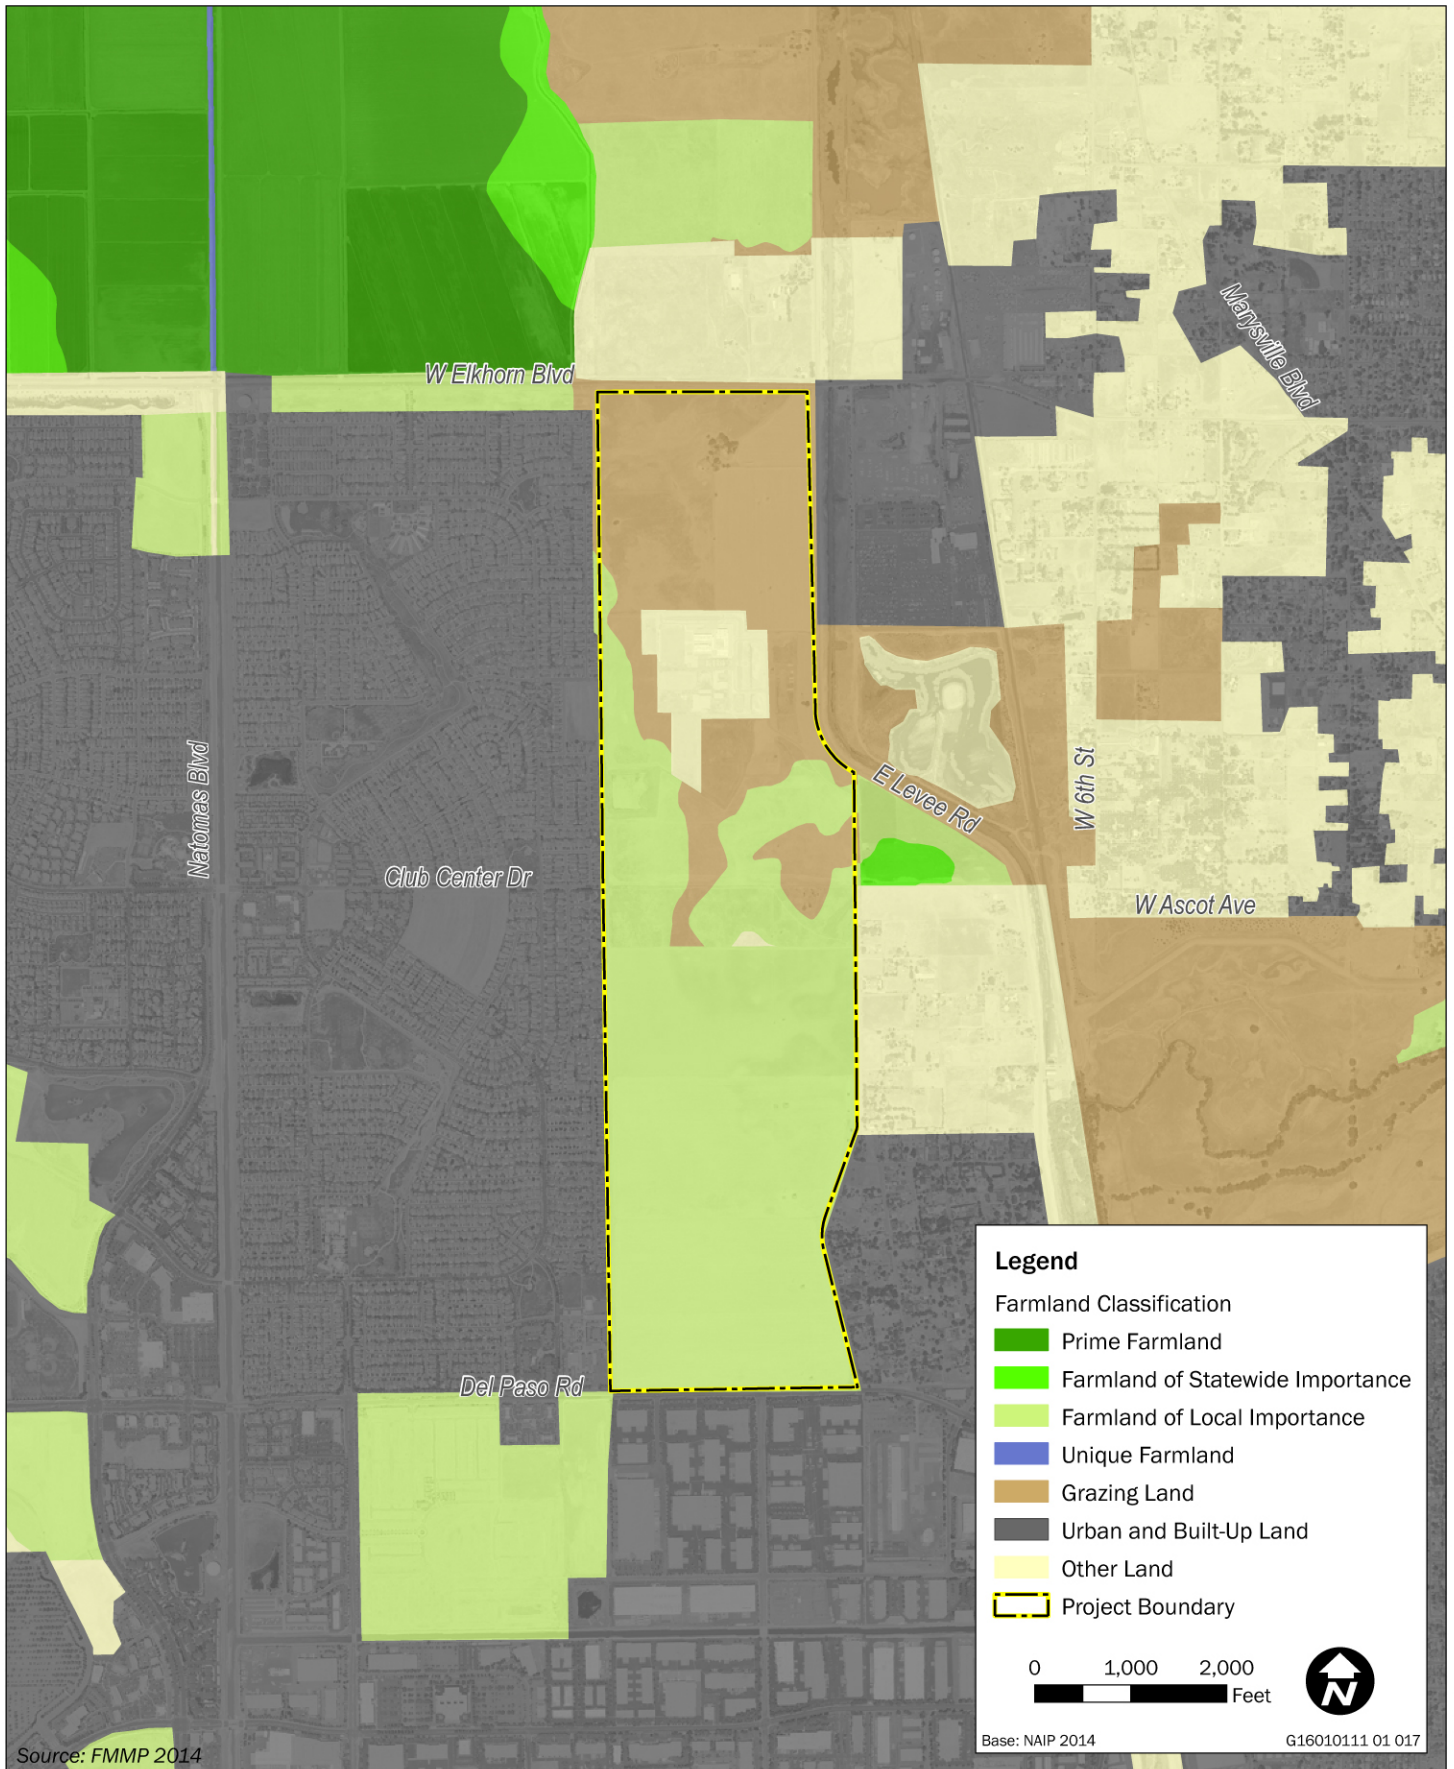 W Elkhorn Blvd
Marysville Blvd
Natomas Blvd
E Levee Rd
W 6th St
Club Center Dr
W Ascot Ave
Del Paso Rd
Legend
Farmland Classification
Prime Farmland
Farmland of Statewide Importance
Farmland of Local Importance
Unique Farmland
Grazing Land
Urban and Built-Up Land
Other Land
Project Boundary
0 1,000 2,000
Feet
N
Base: NAIP 2014 G16010111 01 017
Source: FMMP 2014